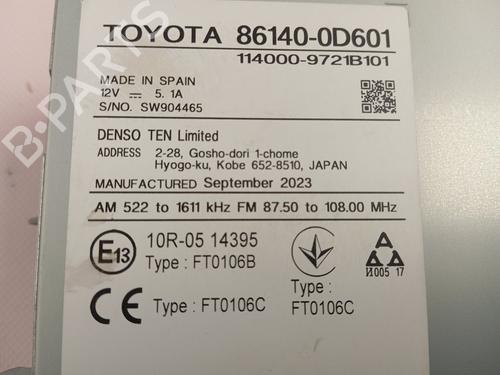 TOYOTA 86140-0D601
114000-9721B101
MADE IN SPAIN
12V 5.1A
S/NO. SW904465
DENSO TEN Limited
ADDRESS 2-28, Gosho-dori 1-chome
Hyogo-ku, Kobe 652-8510, JAPAN
MANUFACTURED September 2023
AM 522 to 1611 kHz FM 87.50 to 108.00 MHz
E13 10R-05 14395
Type : FT0106B
И005 17
CE Type : FT0106C
Type : FT0106C
B-PARTS